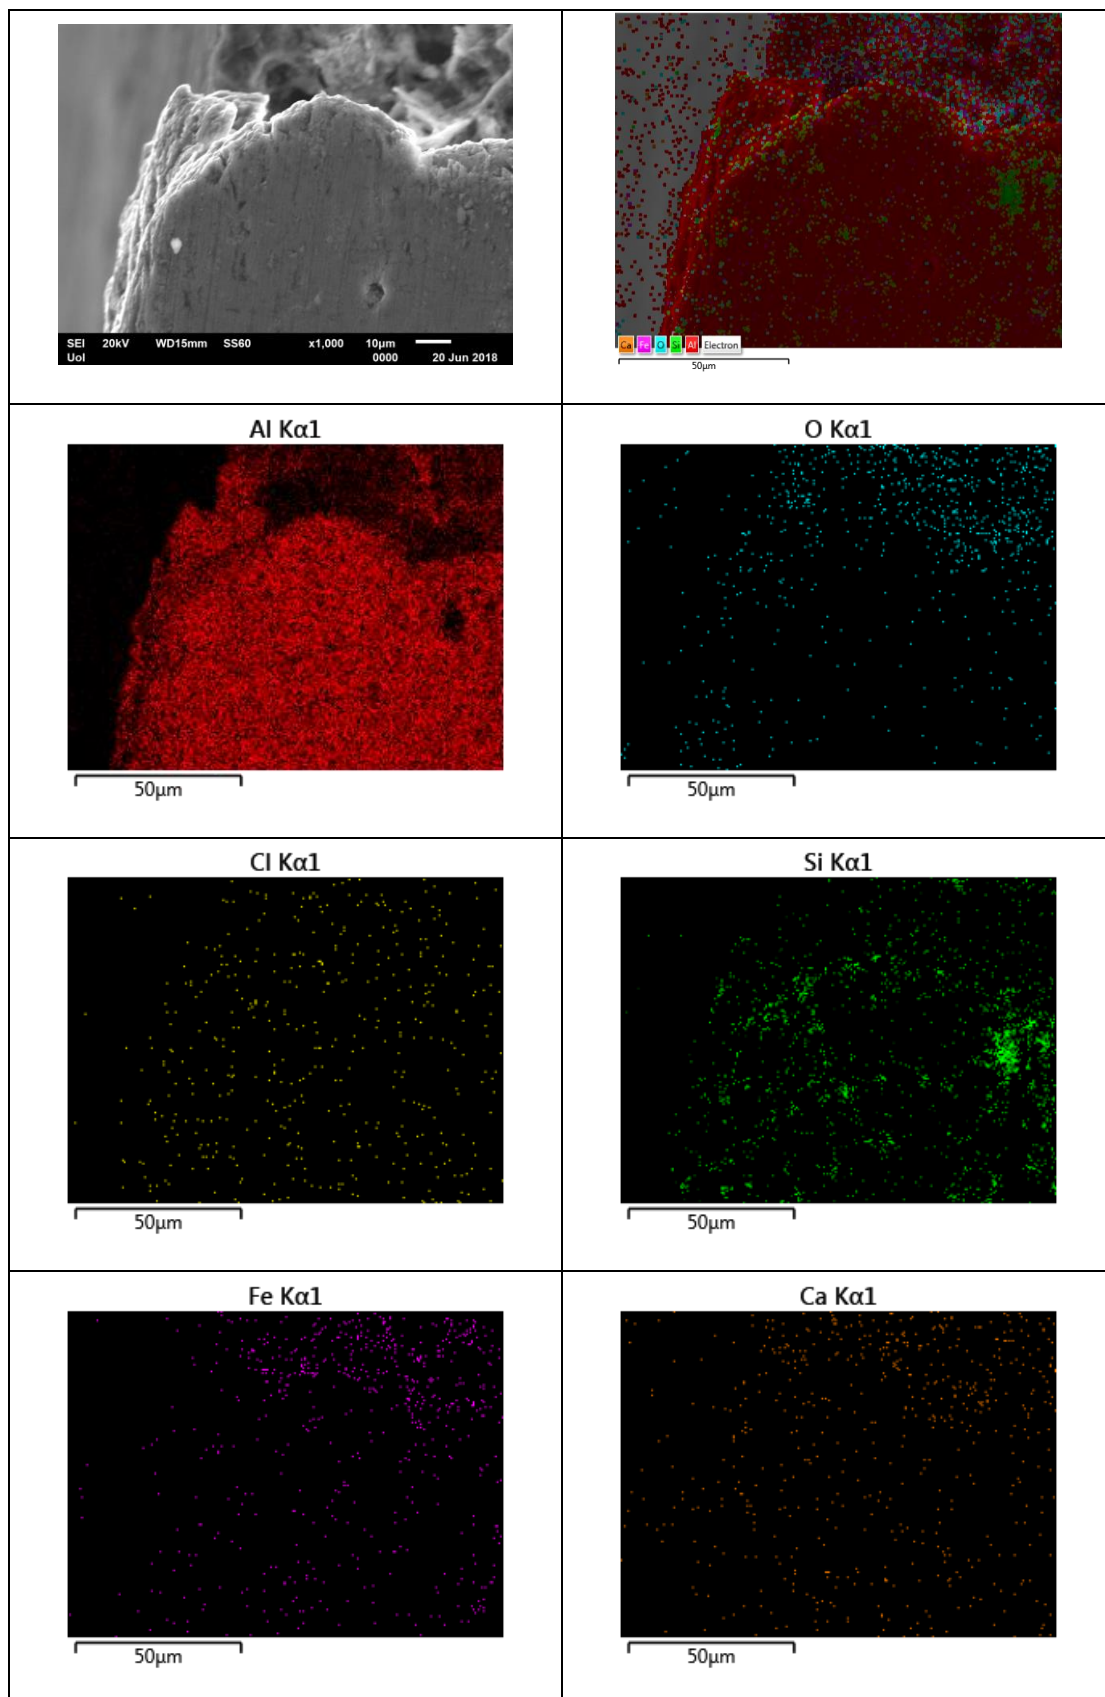 SEI 20kV WD15mm SS60 x1,000 10µm
UoI 0000 20 Jun 2018
Ca Fe O Si Al Electron
50µm
Al Kα1
50µm
O Kα1
50µm
Cl Kα1
50µm
Si Kα1
50µm
Fe Kα1
50µm
Ca Kα1
50µm